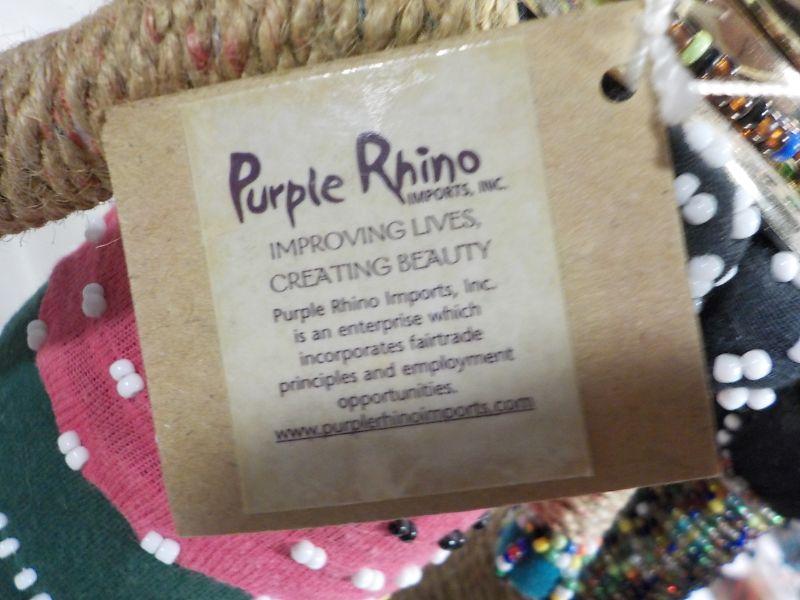 Purple Rhino
IMPORTS, INC.
IMPROVING LIVES,
CREATING BEAUTY
Purple Rhino Imports, Inc.
is an enterprise which
incorporates fairtrade
principles and employment
opportunities.
www.purplerhinoimports.com